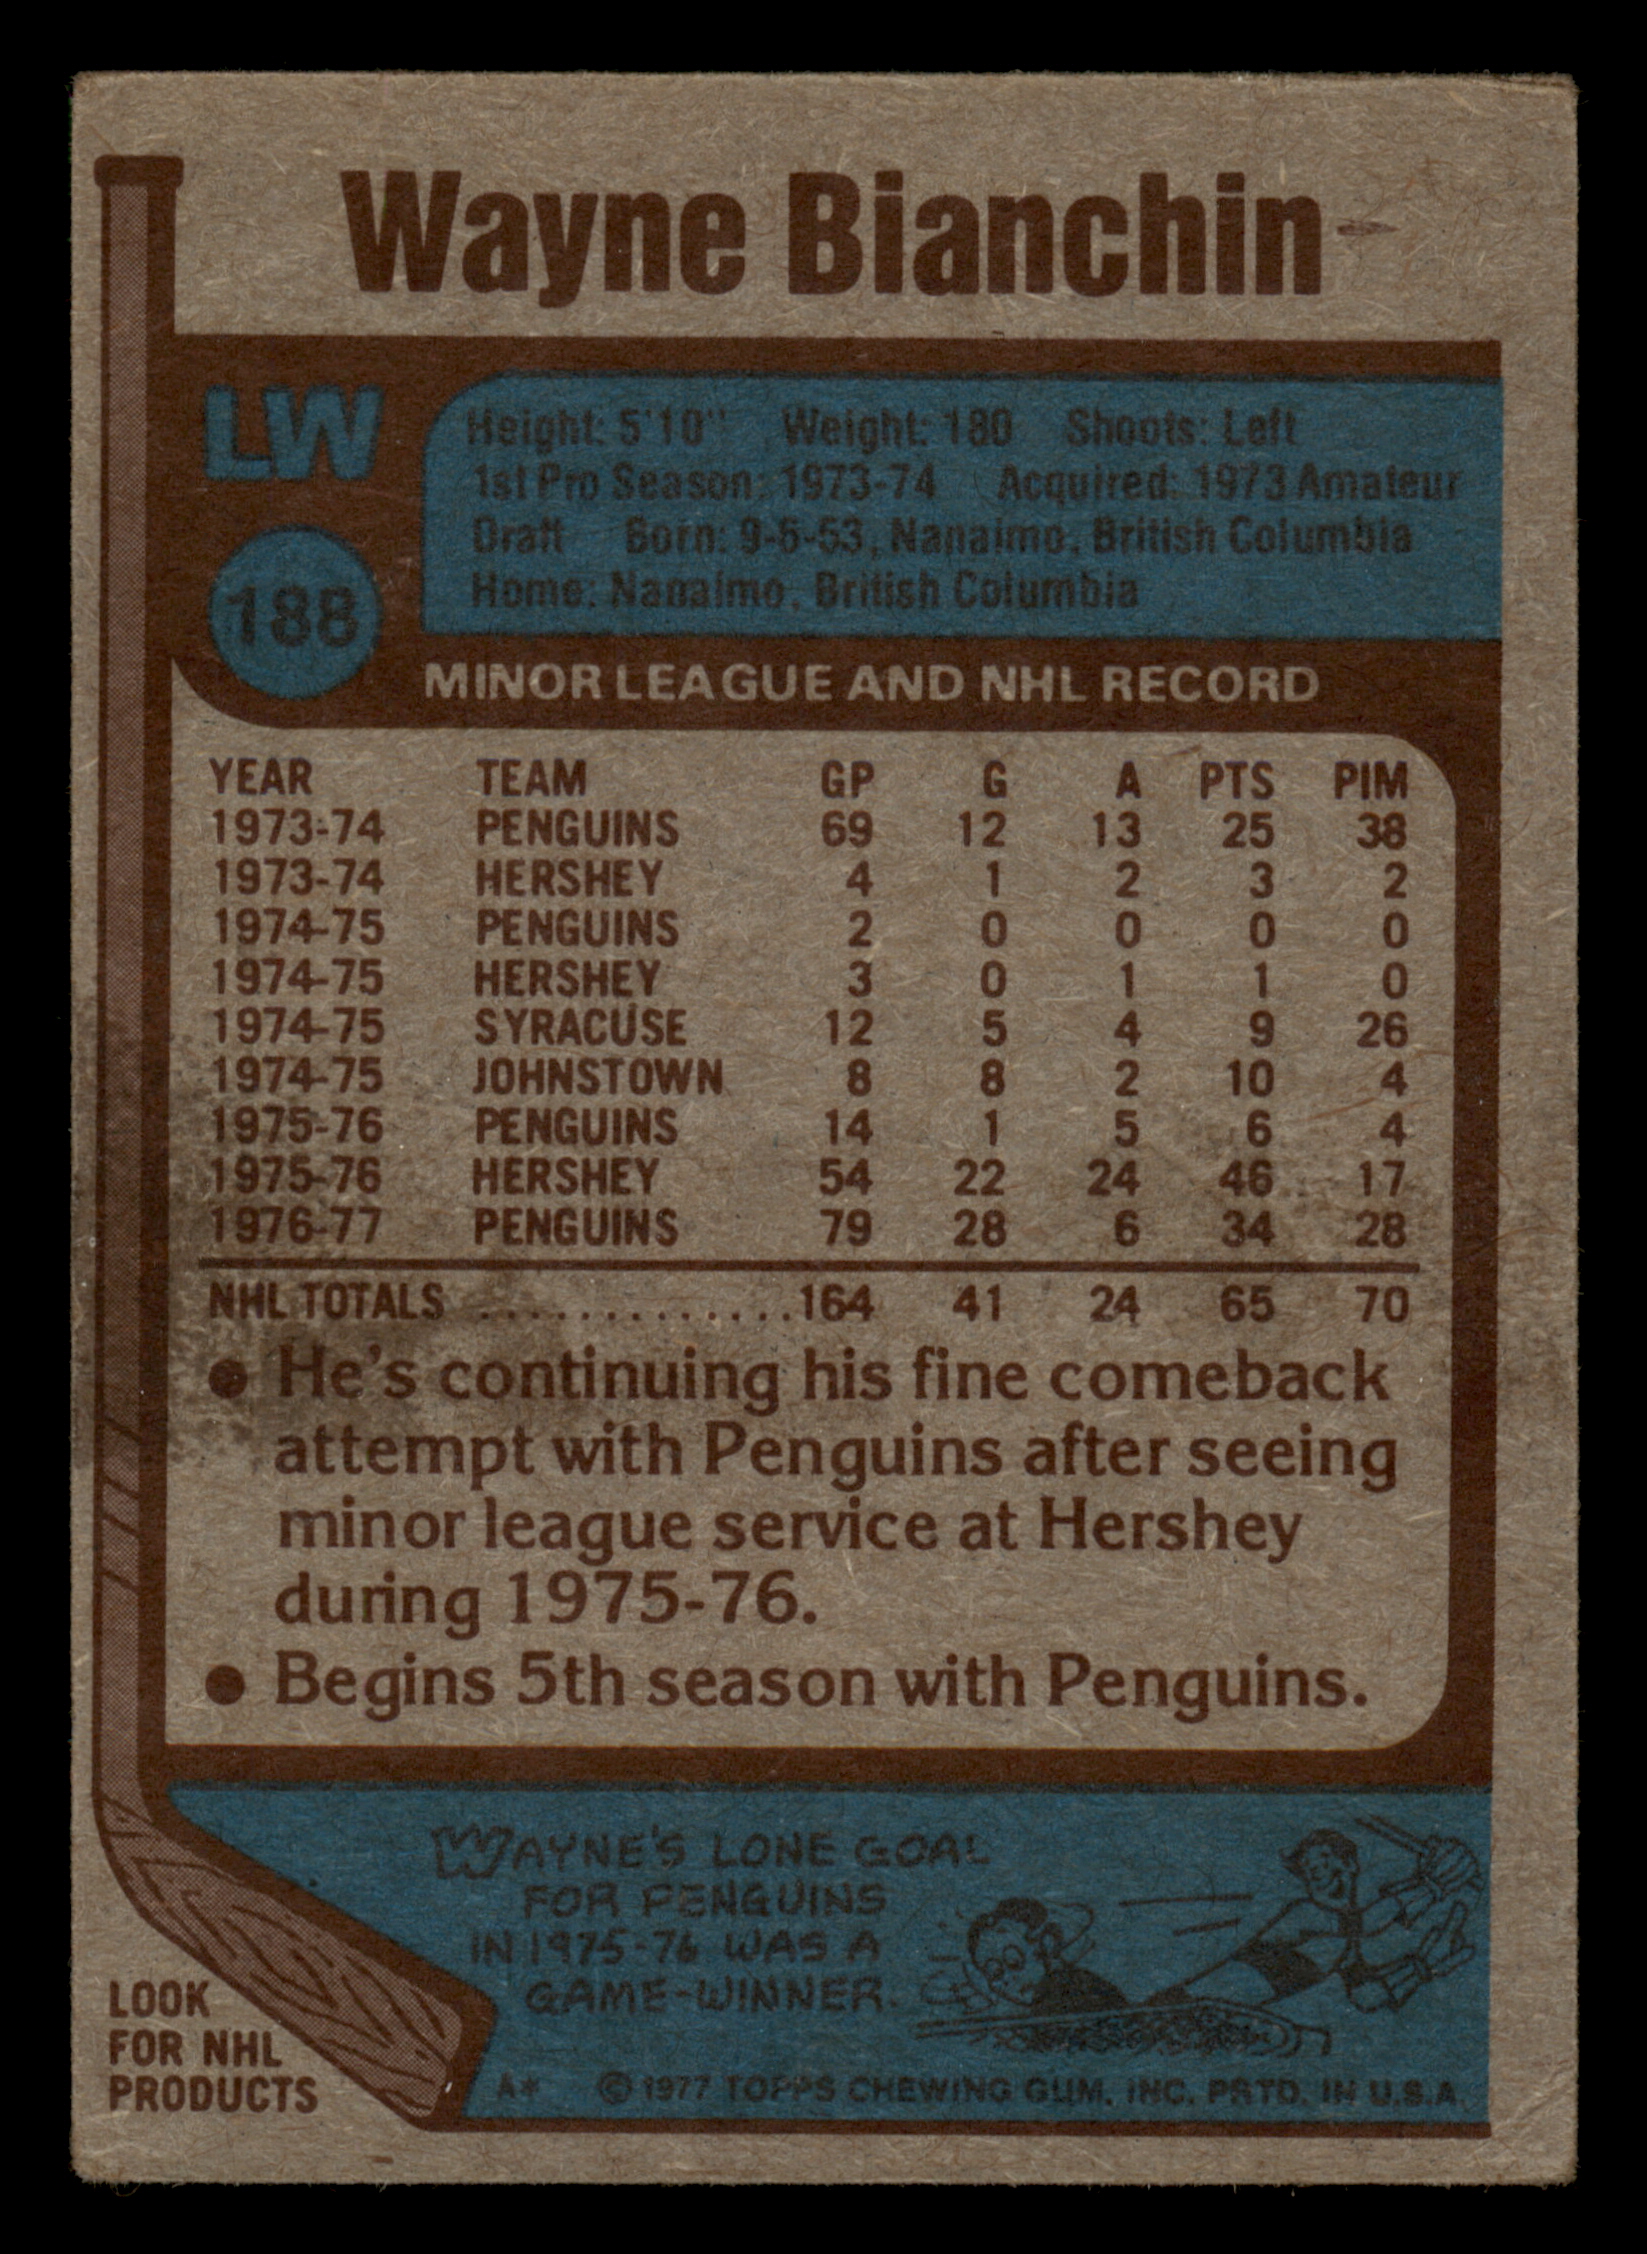 Wayne Bianchin
LW
188
Height: 5'10" Weight: 180 Shoots: Left
1st Pro Season: 1973-74 Acquired: 1973 Amateur
Draft Born: 9-6-53, Nanaimo, British Columbia
Home: Nanaimo, British Columbia
MINOR LEAGUE AND NHL RECORD
YEAR TEAM GP G A PTS PIM
1973-74 PENGUINS 69 12 13 25 38
1973-74 HERSHEY 4 1 2 3 2
1974-75 PENGUINS 2 0 0 0 0
1974-75 HERSHEY 3 0 1 1 0
1974-75 SYRACUSE 12 5 4 9 26
1974-75 JOHNSTOWN 8 8 2 10 4
1975-76 PENGUINS 14 1 5 6 4
1975-76 HERSHEY 54 22 24 46 17
1976-77 PENGUINS 79 28 6 34 28
NHL TOTALS ..............164 41 24 65 70
● He's continuing his fine comeback
attempt with Penguins after seeing
minor league service at Hershey
during 1975-76.
● Begins 5th season with Penguins.
WAYNE'S LONE GOAL
FOR PENGUINS
IN 1975-76 WAS A
GAME-WINNER.
LOOK
FOR NHL
PRODUCTS
A* © 1977 TOPPS CHEWING GUM, INC. PRTD. IN U.S.A.